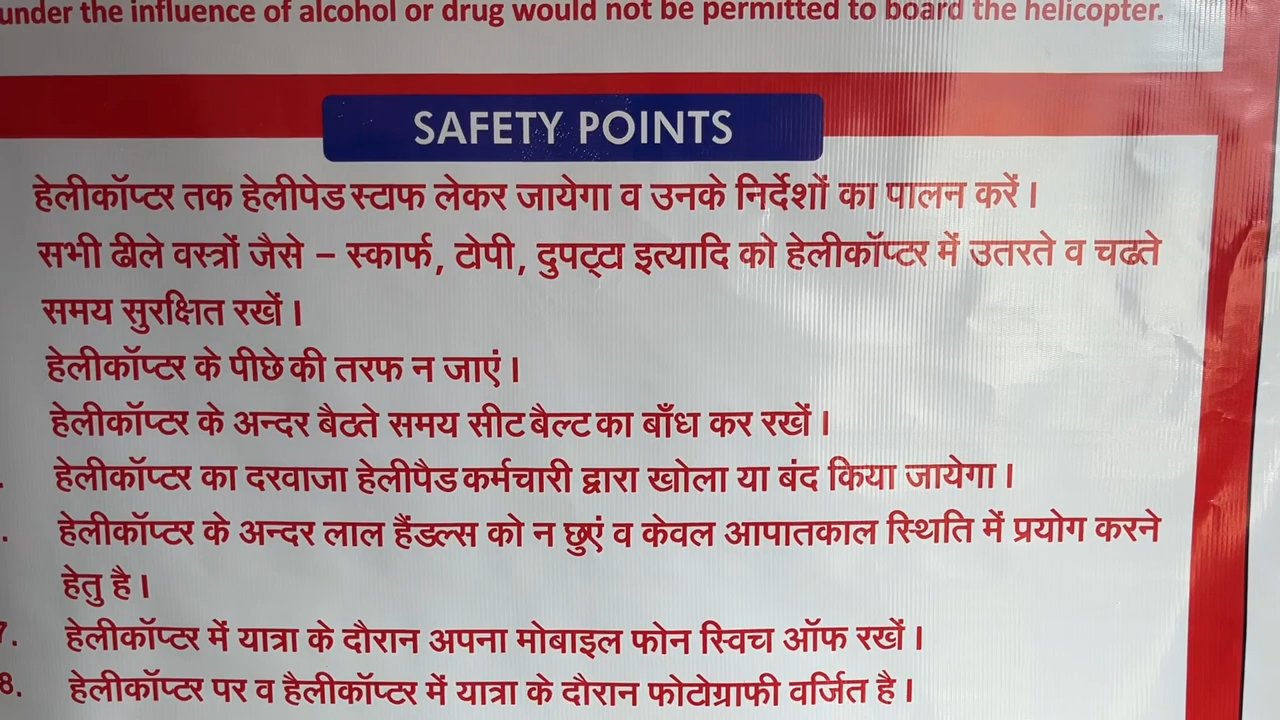 under the influence of alcohol or drug would not be permitted to board the helicopter.
SAFETY POINTS
हेलीकॉप्टर तक हेलीपेड स्टाफ लेकर जायेगा व उनके निर्देशों का पालन करें।
सभी ढीले वस्त्रों जैसे – स्कार्फ, टोपी, दुपट्टा इत्यादि को हेलीकॉप्टर में उतरते व चढते
समय सुरक्षित रखें।
हेलीकॉप्टर के पीछे की तरफ न जाएं।
हेलीकॉप्टर के अन्दर बैठते समय सीट बैल्ट का बाँध कर रखें।
. हेलीकॉप्टर का दरवाजा हेलीपैड कर्मचारी द्वारा खोला या बंद किया जायेगा।
. हेलीकॉप्टर के अन्दर लाल हैंडल्स को न छुएं व केवल आपातकाल स्थिति में प्रयोग करने
हेतु है।
7. हेलीकॉप्टर में यात्रा के दौरान अपना मोबाइल फोन स्विच ऑफ रखें।
8. हेलीकॉप्टर पर व हैलीकॉप्टर में यात्रा के दौरान फोटोग्राफी वर्जित है।